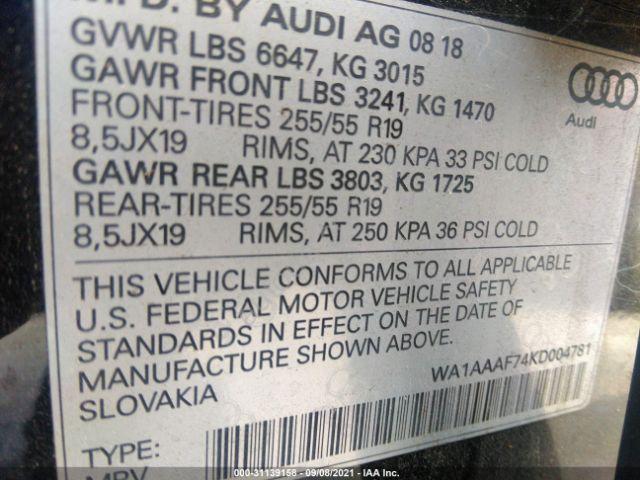 MFD. BY AUDI AG 08 18
GVWR LBS 6647, KG 3015
GAWR FRONT LBS 3241, KG 1470
FRONT-TIRES 255/55 R19
8,5JX19 RIMS, AT 230 KPA 33 PSI COLD
GAWR REAR LBS 3803, KG 1725
REAR-TIRES 255/55 R19
8,5JX19 RIMS, AT 250 KPA 36 PSI COLD
Audi
THIS VEHICLE CONFORMS TO ALL APPLICABLE
U.S. FEDERAL MOTOR VEHICLE SAFETY
STANDARDS IN EFFECT ON THE DATE OF
MANUFACTURE SHOWN ABOVE.
SLOVAKIA
WA1AAAF74KD004781
TYPE:
MPV
000-31139158 - 09/08/2021 - IAA Inc.